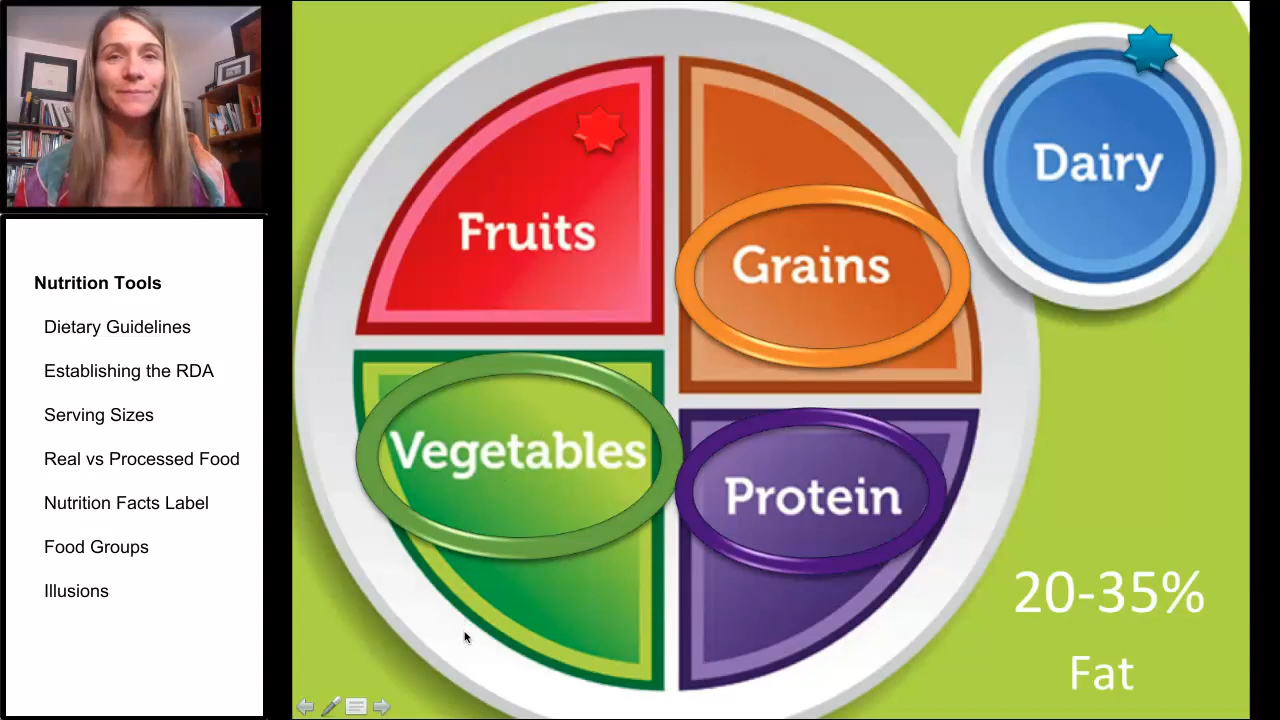 Nutrition Tools
Dietary Guidelines
Establishing the RDA
Serving Sizes
Real vs Processed Food
Nutrition Facts Label
Food Groups
Illusions
Fruits
Grains
Dairy
Vegetables
Protein
20-35%
Fat